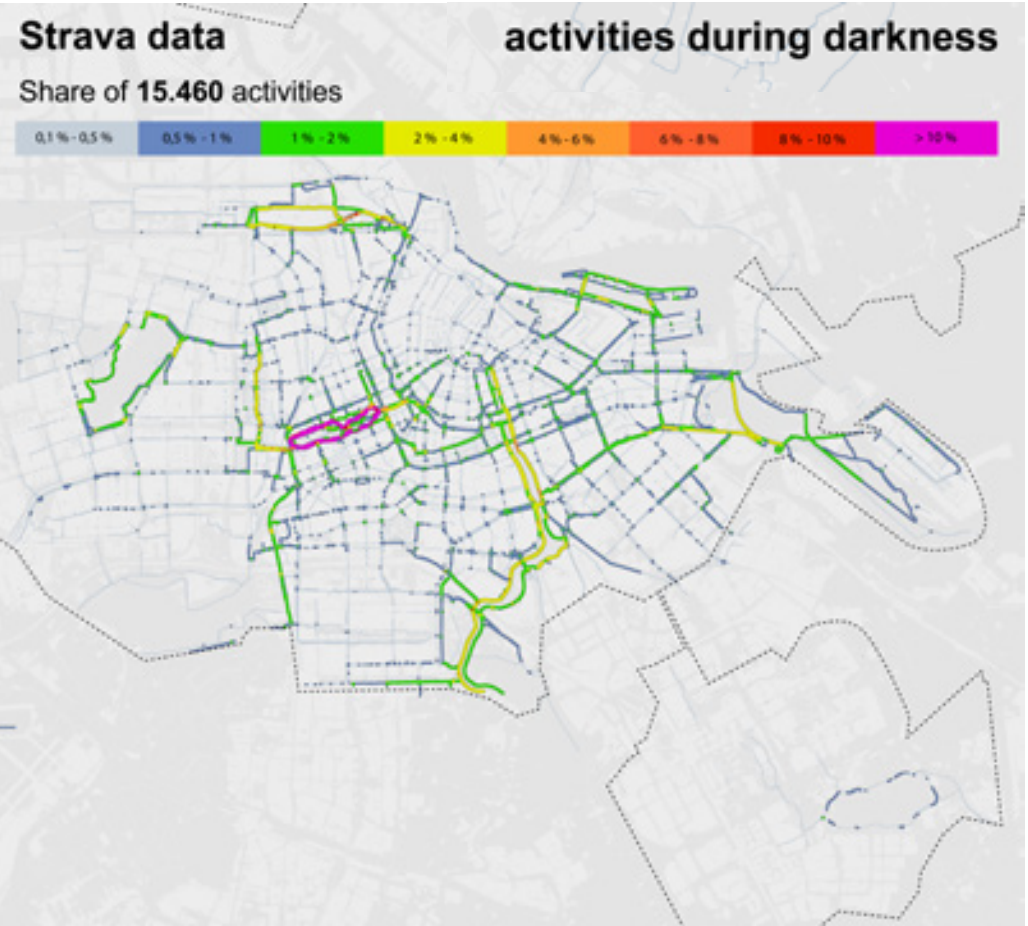 Strava data
activities during darkness
Share of 15.460 activities
0,1 % - 0,5 %
0,5 % - 1 %
1 % - 2 %
2 % - 4 %
4 % - 6 %
6 % - 8 %
8 % - 10 %
> 10 %